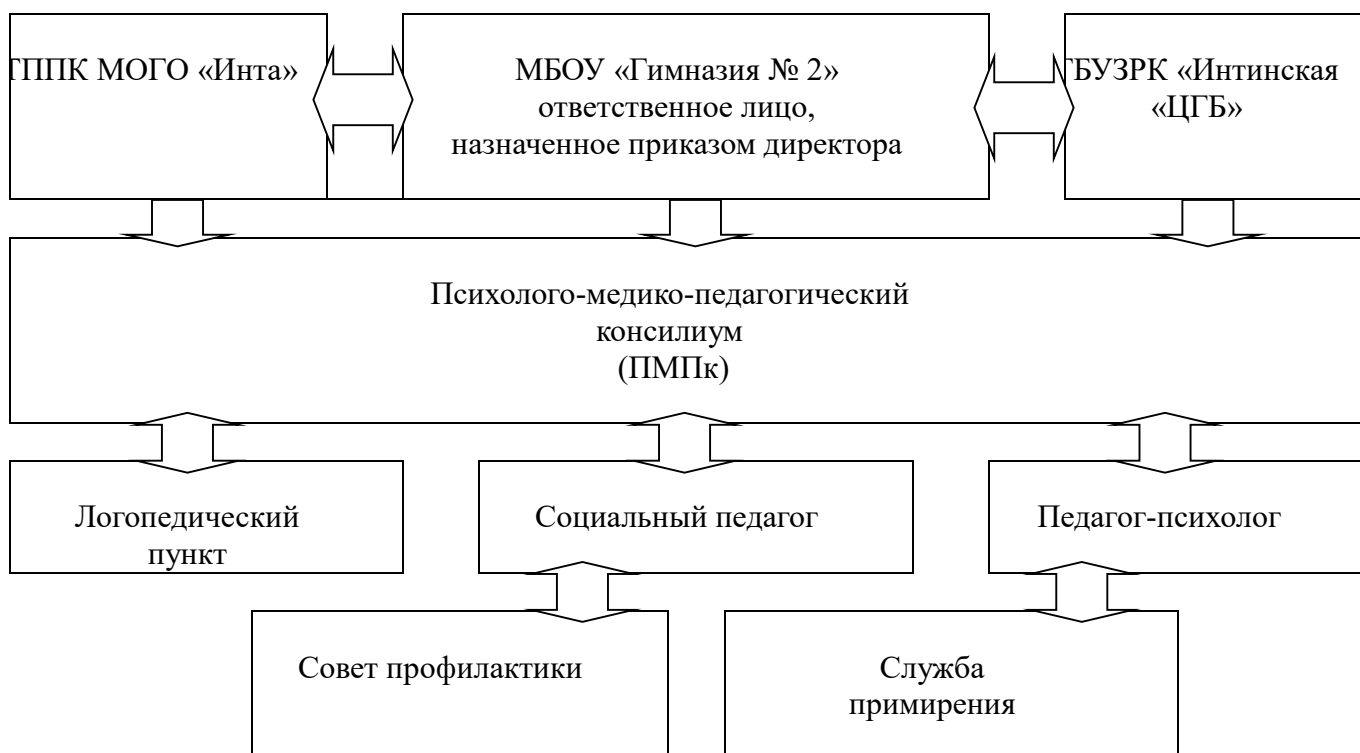 ТППК МОГО «Инта»
МБОУ «Гимназия № 2»
ответственное лицо,
назначенное приказом директора
ГБУЗРК «Интинская
«ЦГБ»
Психолого-медико-педагогический
консилиум
(ПМПк)
Логопедический
пункт
Социальный педагог
Педагог-психолог
Совет профилактики
Служба
примирения